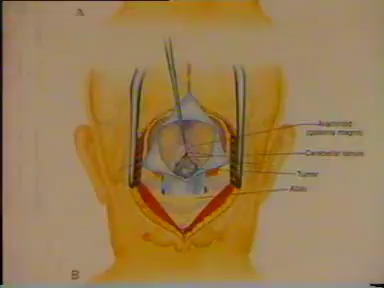 A
Arachnoid
(cisterna magna)
Cerebellar tonsils
Tumor
Atlas
B